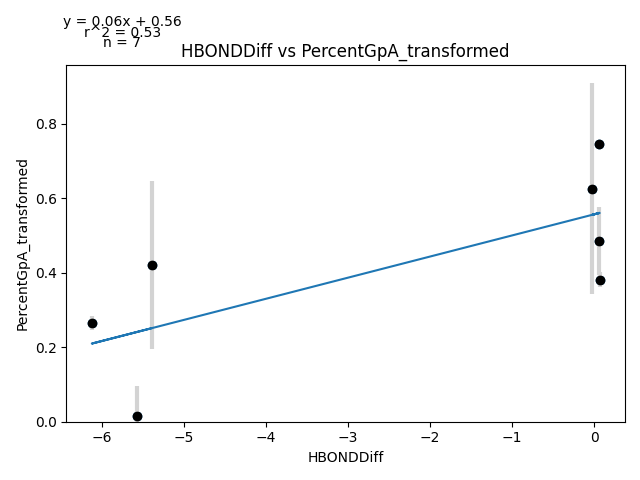 y = 0.06x + 0.56
r^2 = 0.53
n = 7
HBONDDiff vs PercentGpA_transformed
PercentGpA_transformed
0.8
0.6
0.4
0.2
0.0
−6
−5
−4
−3
−2
−1
0
HBONDDiff